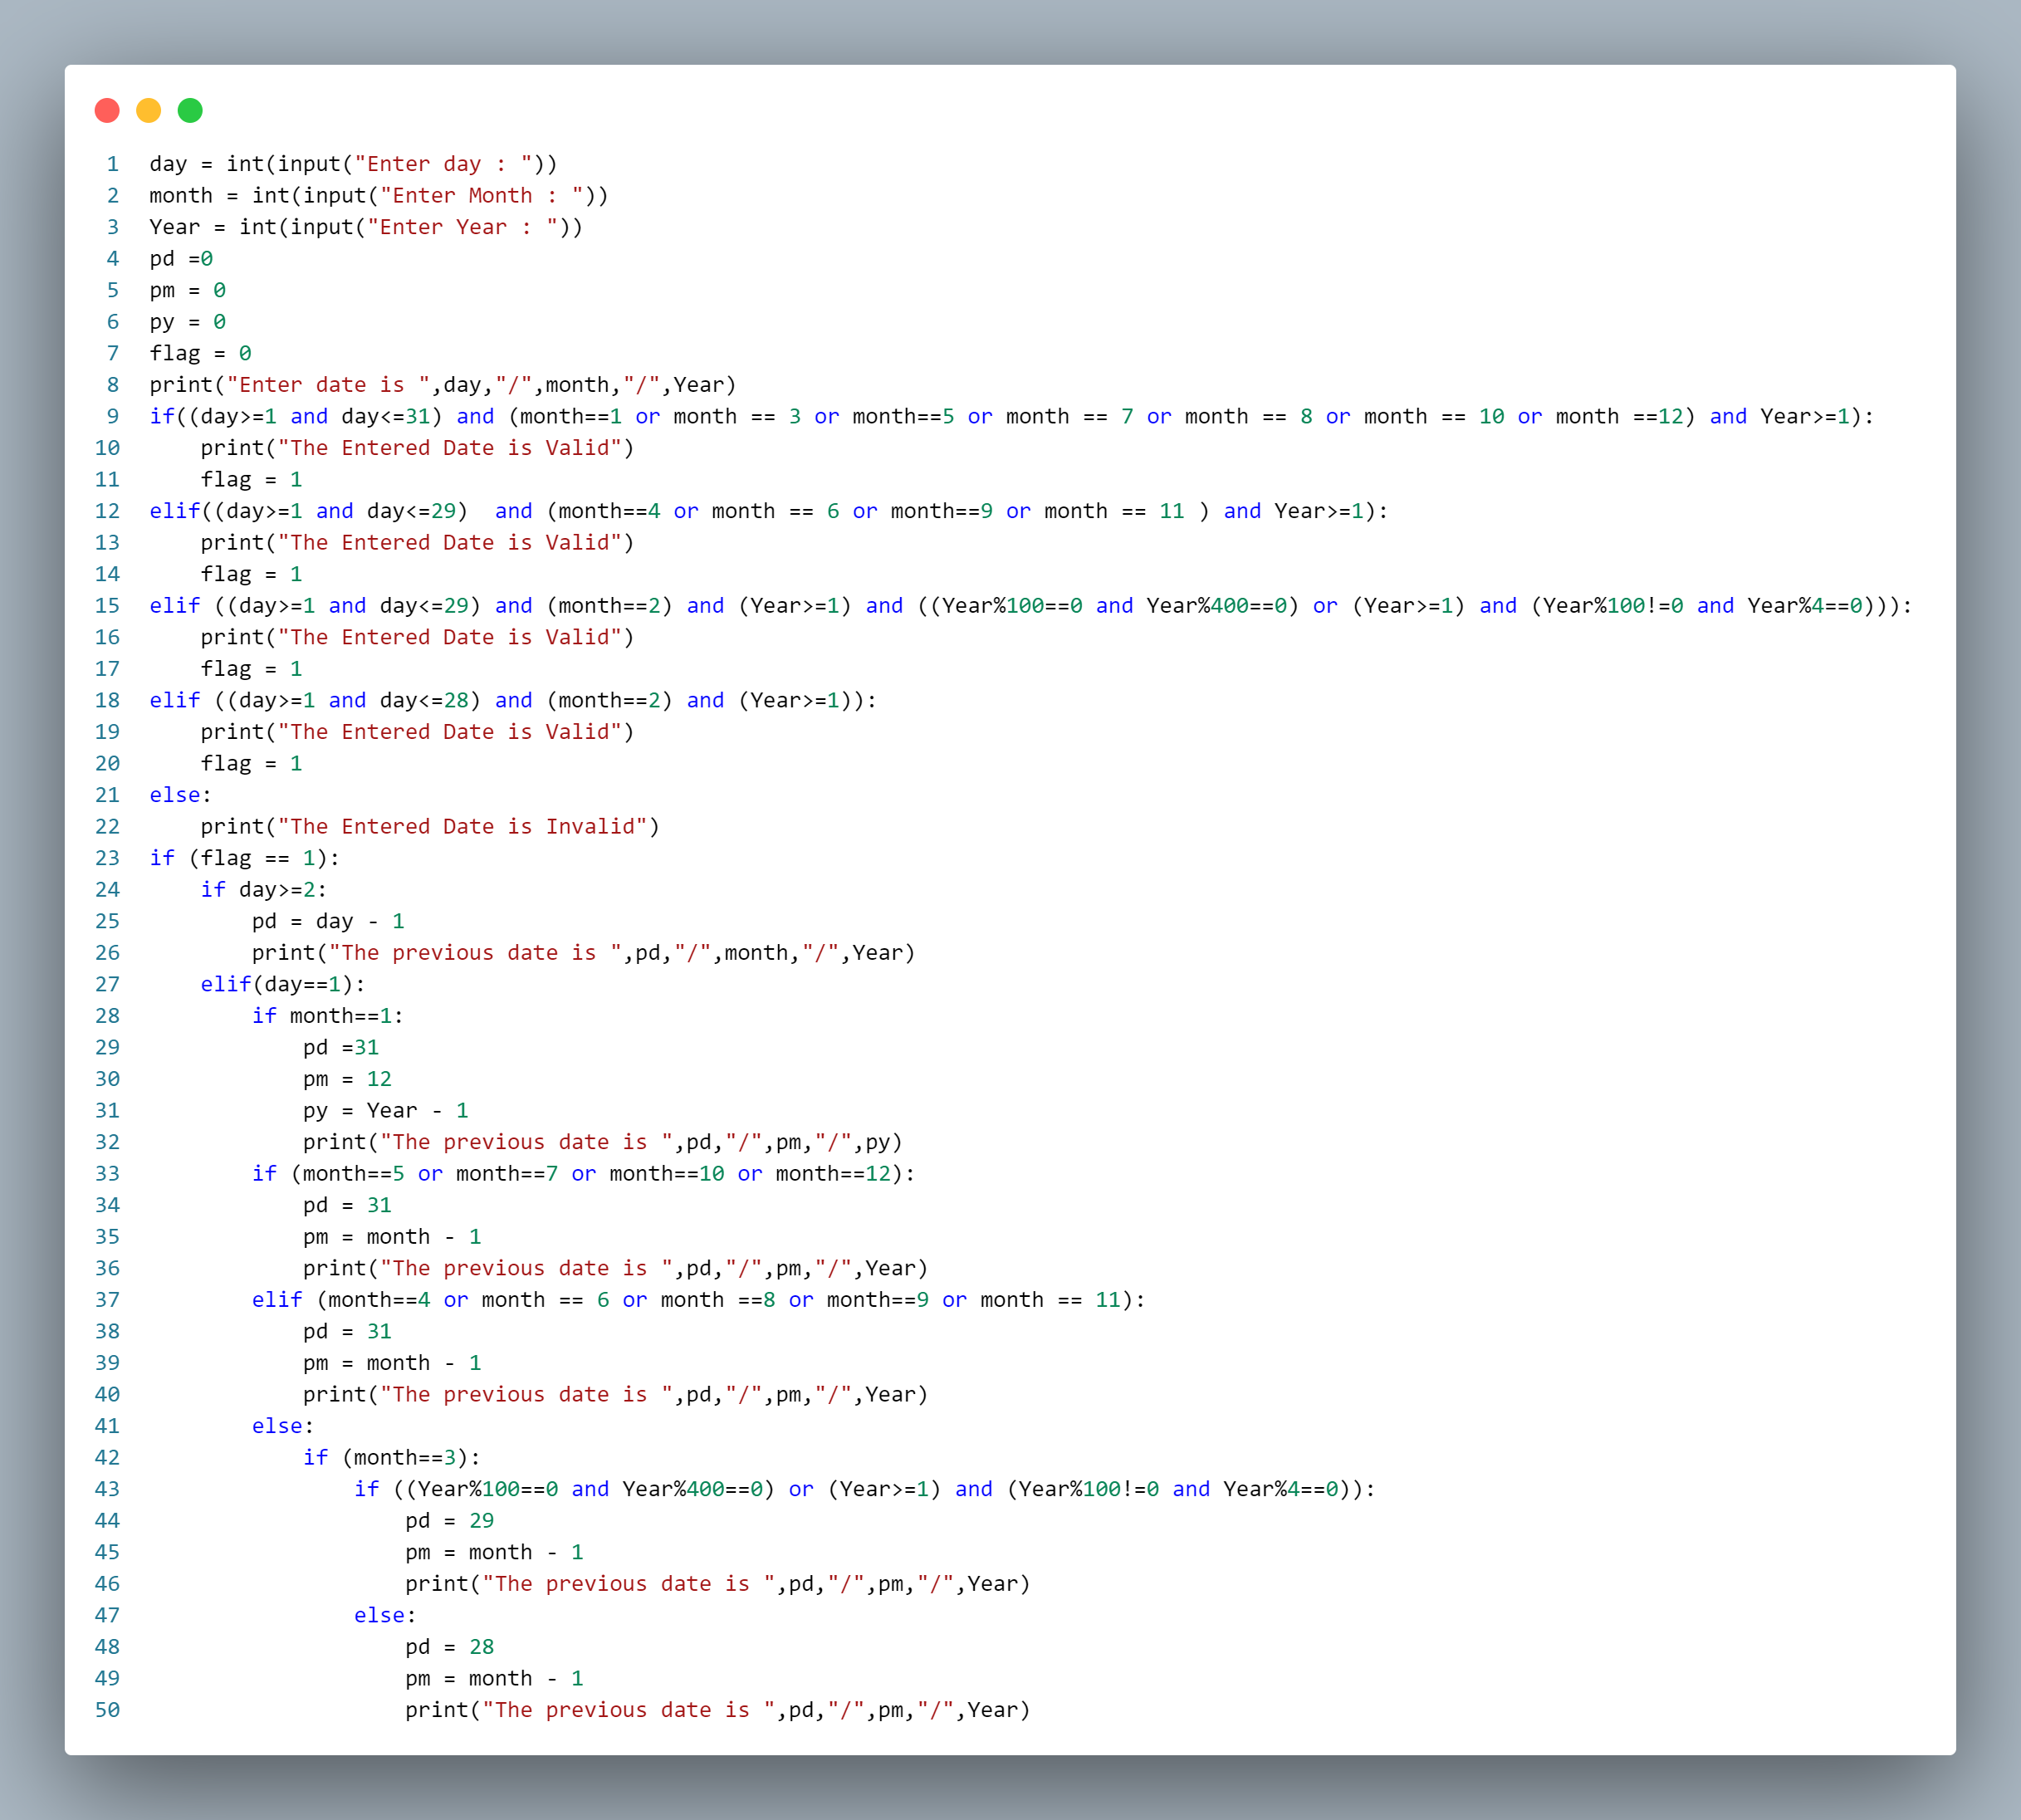 1 day = int(input("Enter day : "))
2 month = int(input("Enter Month : "))
3 Year = int(input("Enter Year : "))
4 pd =0
5 pm = 0
6 py = 0
7 flag = 0
8 print("Enter date is ",day,"/",month,"/",Year)
9 if((day>=1 and day<=31) and (month==1 or month == 3 or month==5 or month == 7 or month == 8 or month == 10 or month ==12) and Year>=1):
10     print("The Entered Date is Valid")
11     flag = 1
12 elif((day>=1 and day<=29)  and (month==4 or month == 6 or month==9 or month == 11 ) and Year>=1):
13     print("The Entered Date is Valid")
14     flag = 1
15 elif ((day>=1 and day<=29) and (month==2) and (Year>=1) and ((Year%100==0 and Year%400==0) or (Year>=1) and (Year%100!=0 and Year%4==0))):
16     print("The Entered Date is Valid")
17     flag = 1
18 elif ((day>=1 and day<=28) and (month==2) and (Year>=1)):
19     print("The Entered Date is Valid")
20     flag = 1
21 else:
22     print("The Entered Date is Invalid")
23 if (flag == 1):
24     if day>=2:
25         pd = day - 1
26         print("The previous date is ",pd,"/",month,"/",Year)
27     elif(day==1):
28         if month==1:
29             pd =31
30             pm = 12
31             py = Year - 1
32             print("The previous date is ",pd,"/",pm,"/",py)
33         if (month==5 or month==7 or month==10 or month==12):
34             pd = 31
35             pm = month - 1
36             print("The previous date is ",pd,"/",pm,"/",Year)
37         elif (month==4 or month == 6 or month ==8 or month==9 or month == 11):
38             pd = 31
39             pm = month - 1
40             print("The previous date is ",pd,"/",pm,"/",Year)
41         else:
42             if (month==3):
43                 if ((Year%100==0 and Year%400==0) or (Year>=1) and (Year%100!=0 and Year%4==0)):
44                     pd = 29
45                     pm = month - 1
46                     print("The previous date is ",pd,"/",pm,"/",Year)
47                 else:
48                     pd = 28
49                     pm = month - 1
50                     print("The previous date is ",pd,"/",pm,"/",Year)